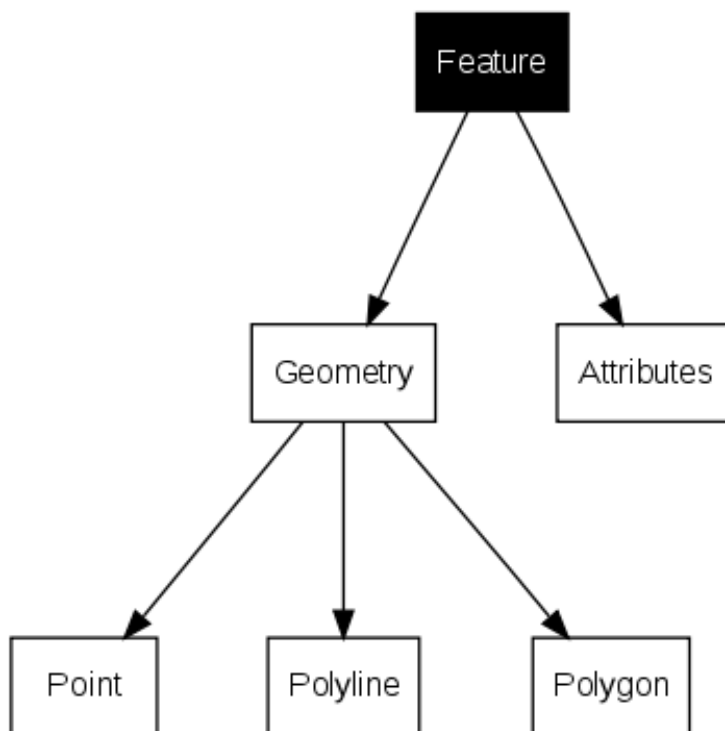 Feature
Geometry
Attributes
Point
Polyline
Polygon